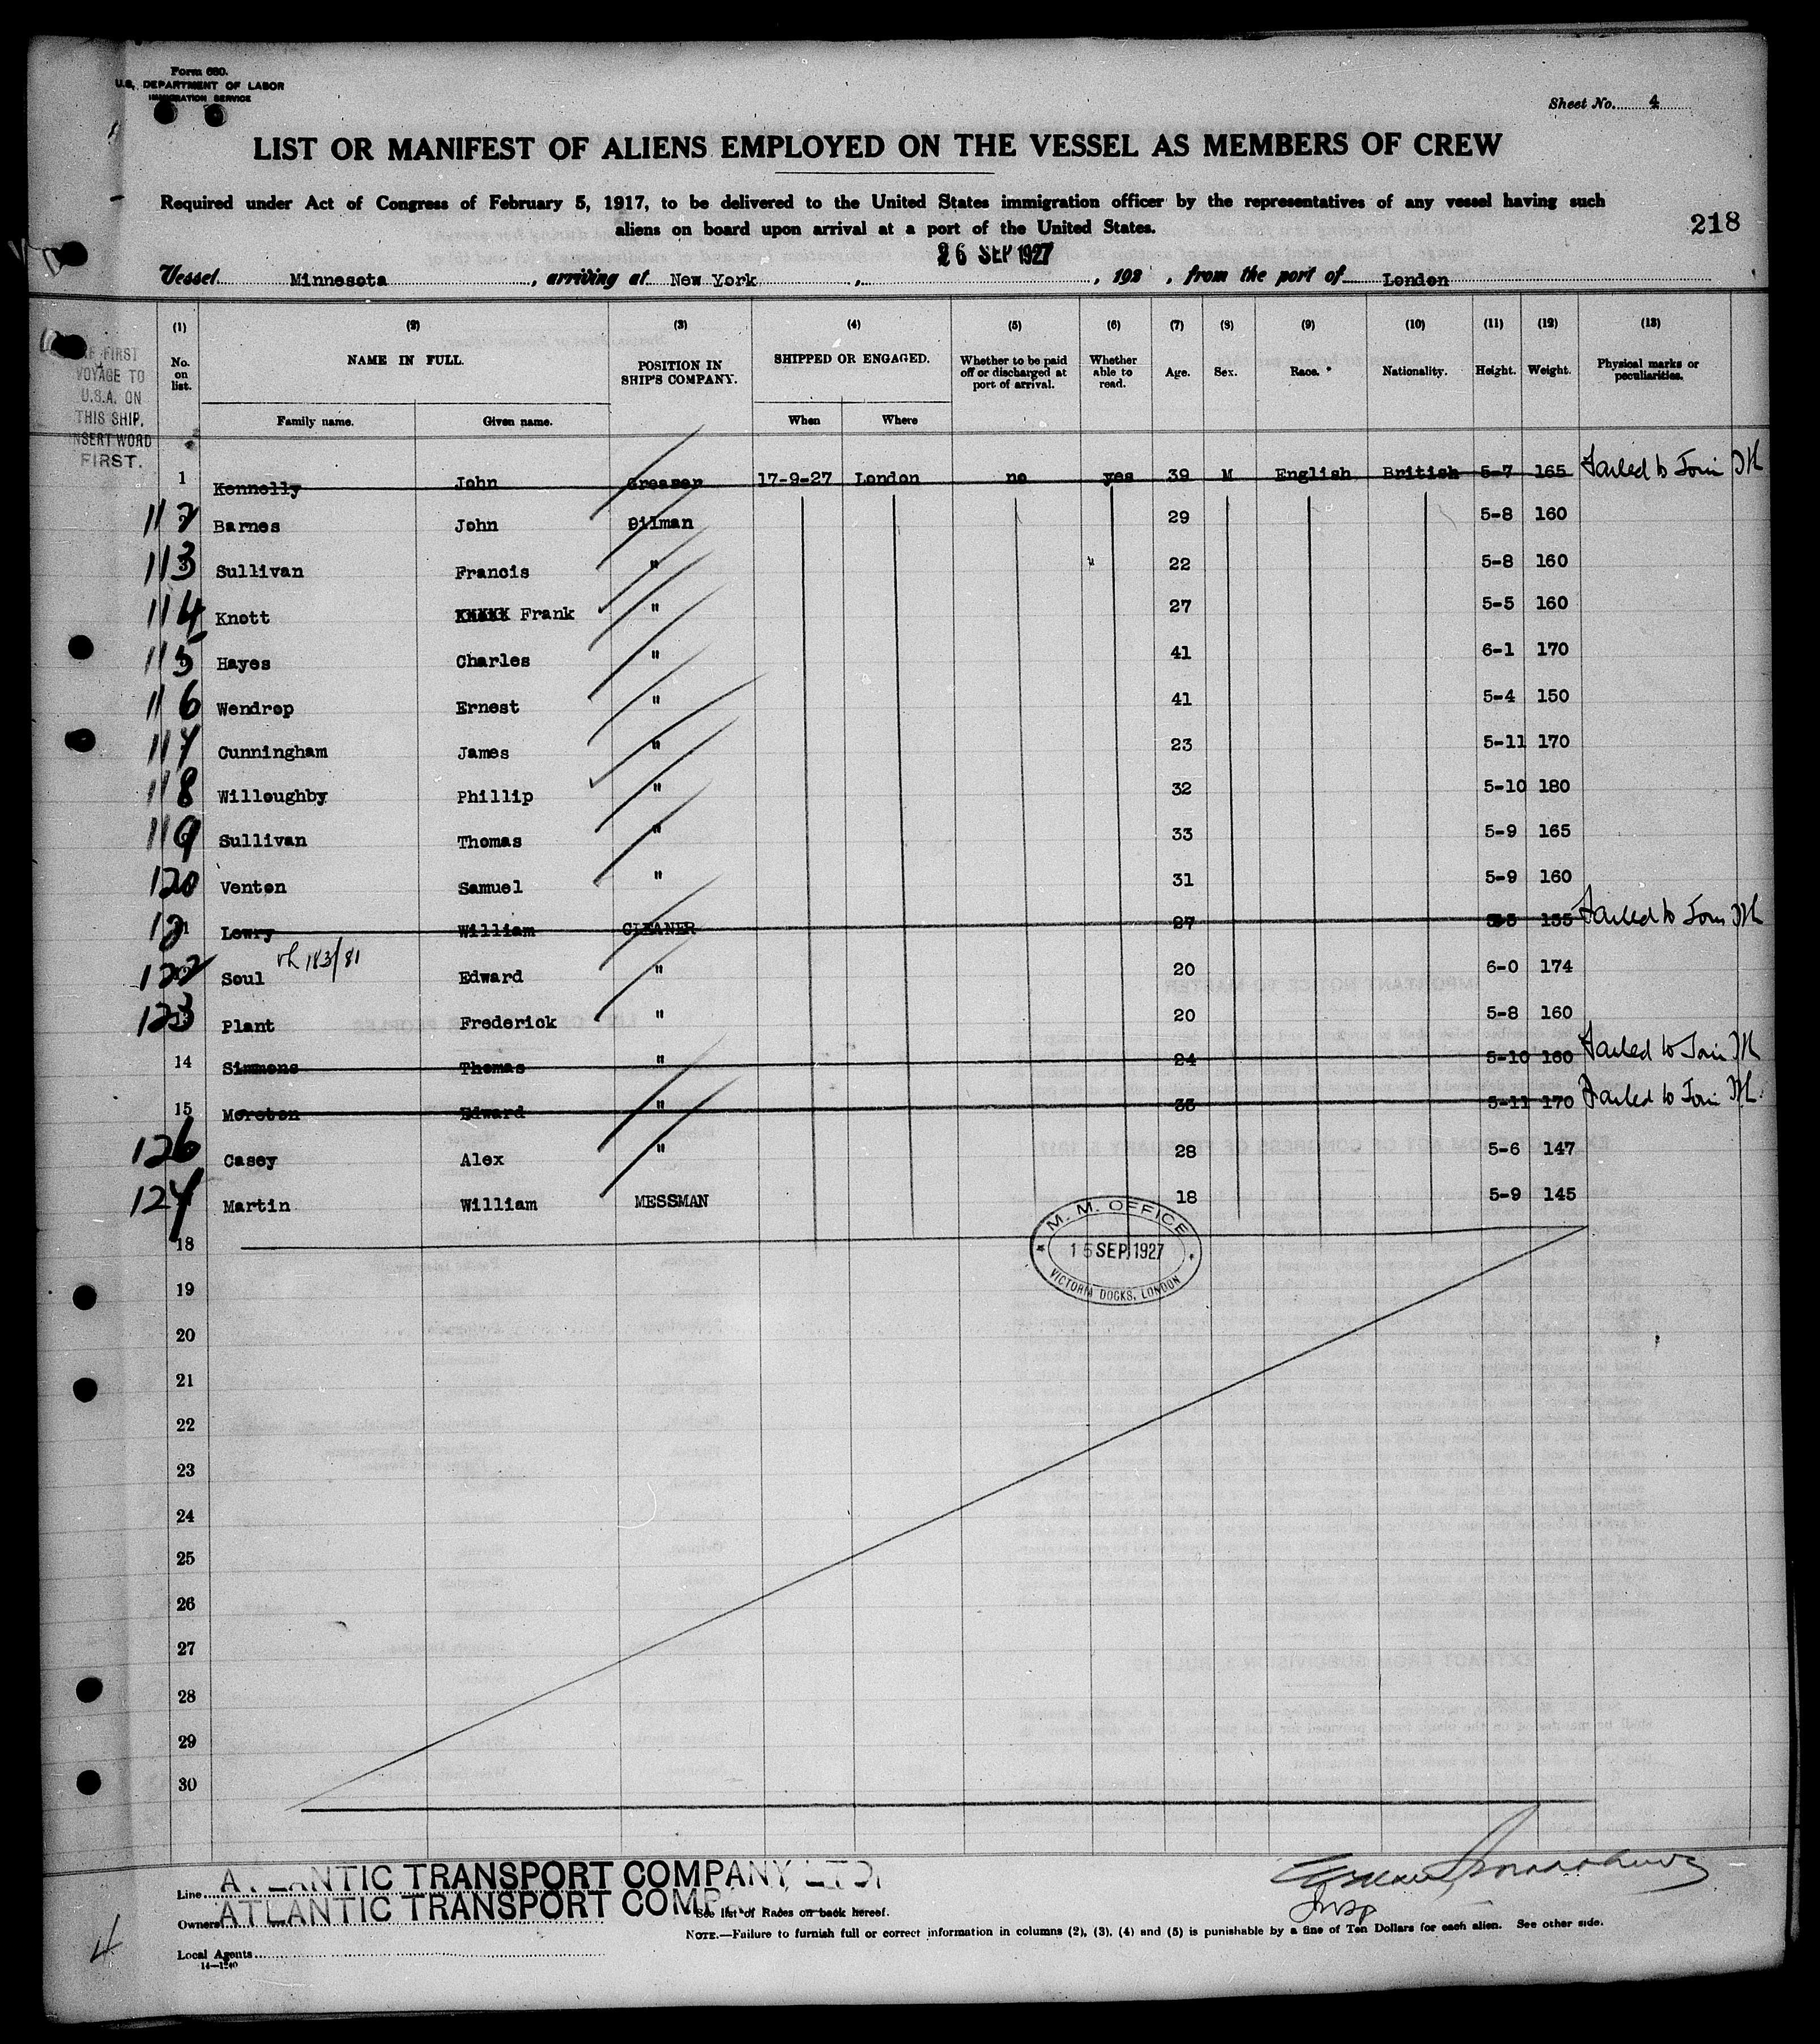 Form 680.
U.S. DEPARTMENT OF LABOR
IMMIGRATION SERVICE
Sheet No. 4
LIST OR MANIFEST OF ALIENS EMPLOYED ON THE VESSEL AS MEMBERS OF CREW
Required under Act of Congress of February 5, 1917, to be delivered to the United States immigration officer by the representatives of any vessel having such
aliens on board upon arrival at a port of the United States.
218
26 SEP 1927
Vessel Minnesota, arriving at New York, , 192 , from the port of London
IF FIRST
VOYAGE TO
U.S.A. ON
THIS SHIP,
INSERT WORD
FIRST.
(1) (2) (3) (4) (5) (6) (7) (8) (9) (10) (11) (12) (13)
No. on list. NAME IN FULL. POSITION IN SHIP'S COMPANY. SHIPPED OR ENGAGED. Whether to be paid off or discharged at port of arrival. Whether able to read. Age. Sex. Race.* Nationality. Height. Weight. Physical marks or peculiarities.
Family name. Given name. When Where
1 Kennelly John Greaser 17-9-27 London no yes 39 M English British 5-7 165 Failed to Join JH
112 Barnes John Oilman 29 5-8 160
113 Sullivan Francis " " 22 5-8 160
114 Knott XXXXX Frank " 27 5-5 160
115 Hayes Charles " 41 6-1 170
116 Wendrop Ernest " 41 5-4 150
117 Cunningham James " 23 5-11 170
118 Willoughby Phillip " 32 5-10 180
119 Sullivan Thomas " 33 5-9 165
120 Venton Samuel " 31 5-9 160
121 Lowry William CLEANER 27 5-5 155 Failed to Join JH
183/81
122 Soul Edward " 20 6-0 174
123 Plant Frederick " 20 5-8 160
14 Simmons Thomas " 24 5-10 160 Failed to Join JH
15 Moreton Edward " 35 5-11 170 Failed to Join JH.
126 Casey Alex " 28 5-6 147
127 Martin William MESSMAN 18 5-9 145
M. M. OFFICE
15 SEP 1927
VICTORIA DOCKS, LONDON
18
19
20
21
22
23
24
25
26
27
28
29
30
Line ATLANTIC TRANSPORT COMPANY, LTD.
Owners ATLANTIC TRANSPORT COMP
*See list of Races on back hereof.
Insp
NOTE.—Failure to furnish full or correct information in columns (2), (3), (4) and (5) is punishable by a fine of Ten Dollars for each alien. See other side.
Local Agents
14—1240
4